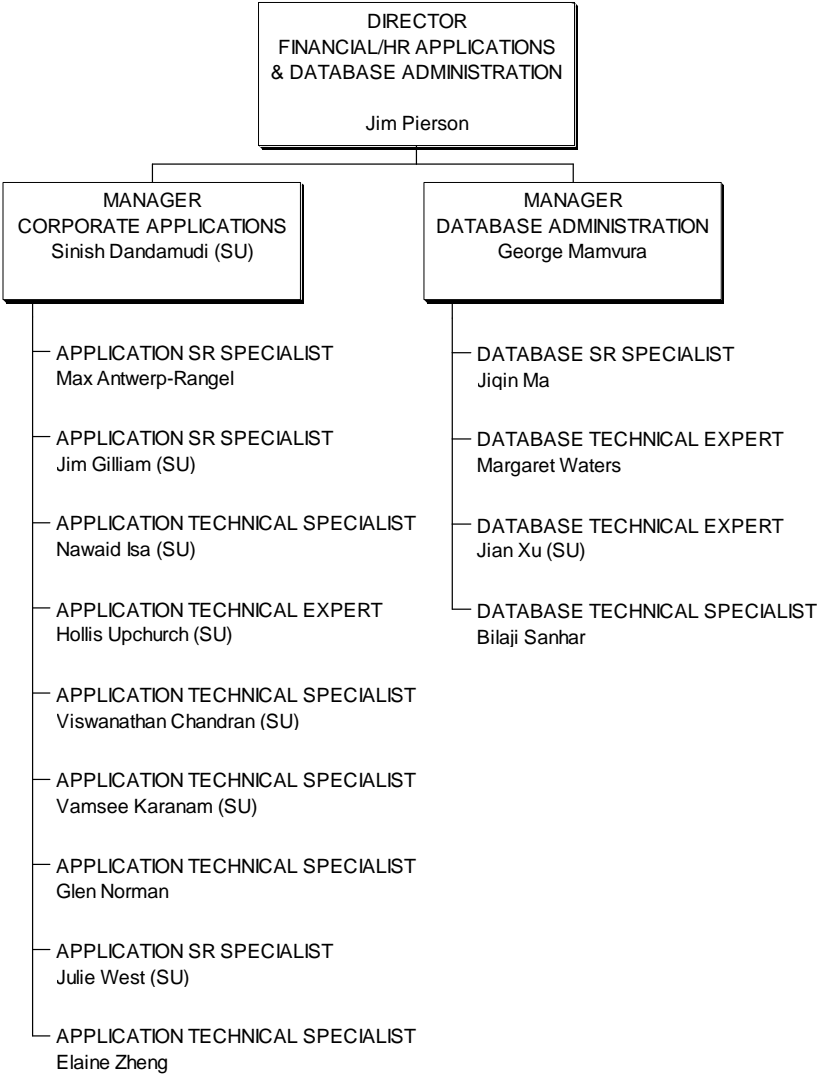 DIRECTOR
FINANCIAL/HR APPLICATIONS
& DATABASE ADMINISTRATION
Jim Pierson
MANAGER
CORPORATE APPLICATIONS
Sinish Dandamudi (SU)
MANAGER
DATABASE ADMINISTRATION
George Mamvura
APPLICATION SR SPECIALIST
Max Antwerp-Rangel
APPLICATION SR SPECIALIST
Jim Gilliam (SU)
APPLICATION TECHNICAL SPECIALIST
Nawaid Isa (SU)
APPLICATION TECHNICAL EXPERT
Hollis Upchurch (SU)
APPLICATION TECHNICAL SPECIALIST
Viswanathan Chandran (SU)
APPLICATION TECHNICAL SPECIALIST
Vamsee Karanam (SU)
APPLICATION TECHNICAL SPECIALIST
Glen Norman
APPLICATION SR SPECIALIST
Julie West (SU)
APPLICATION TECHNICAL SPECIALIST
Elaine Zheng
DATABASE SR SPECIALIST
Jiqin Ma
DATABASE TECHNICAL EXPERT
Margaret Waters
DATABASE TECHNICAL EXPERT
Jian Xu (SU)
DATABASE TECHNICAL SPECIALIST
Bilaji Sanhar